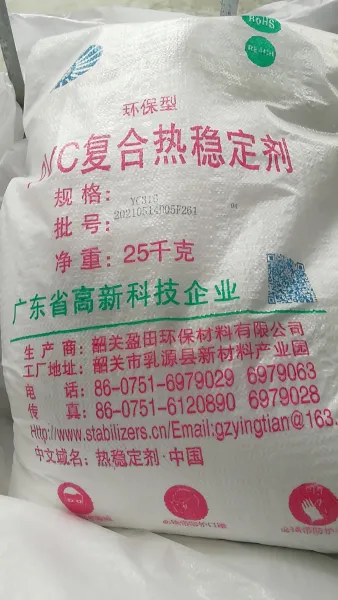 RoHS
REACH
环保型
VC复合热稳定剂
规格：
批号：20210514005F261
净重：25千克
广东省高新科技企业
生产商：韶关盈田环保材料有限公司
工厂地址：韶关市乳源县新材料产业园
电话：86-0751-6979029 6979063
传真：86-0751-6120890 6979028
Http://www.stabilizers.cn/Email:gzyingtian@163.
中文域名：热稳定剂·中国